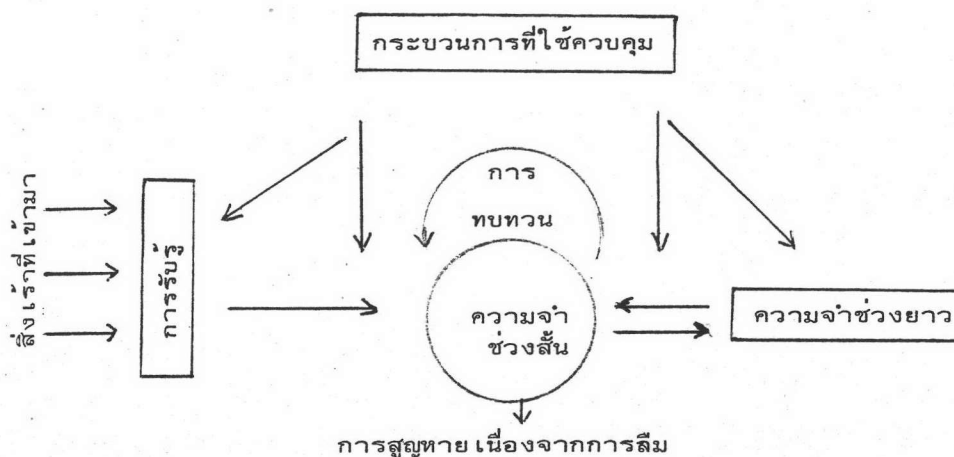 กระบวนการที่ใช้ควบคุม
สิ่งเร้าที่เข้ามา
การรับรู้
การ
ทบทวน
ความจำ
ช่วงสั้น
ความจำช่วงยาว
การสูญหายเนื่องจากการลืม